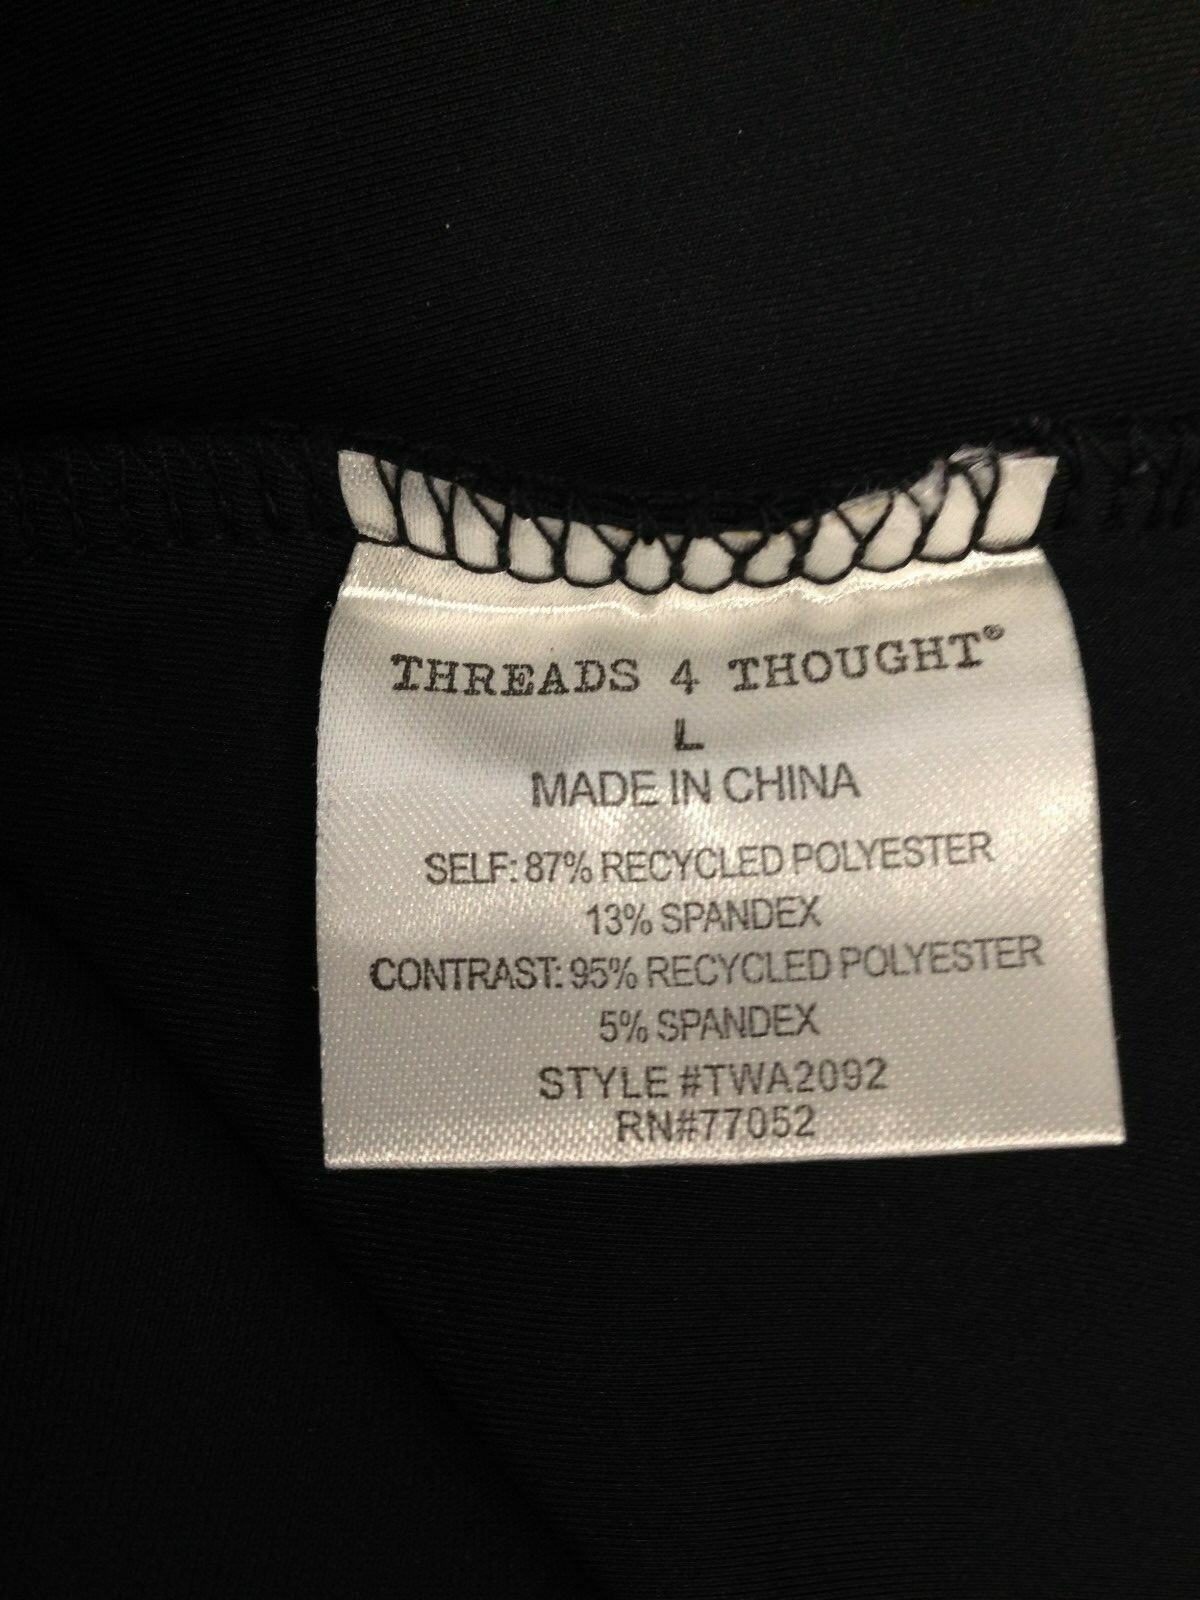 THREADS 4 THOUGHT®
L
MADE IN CHINA
SELF: 87% RECYCLED POLYESTER
13% SPANDEX
CONTRAST: 95% RECYCLED POLYESTER
5% SPANDEX
STYLE #TWA2092
RN#77052